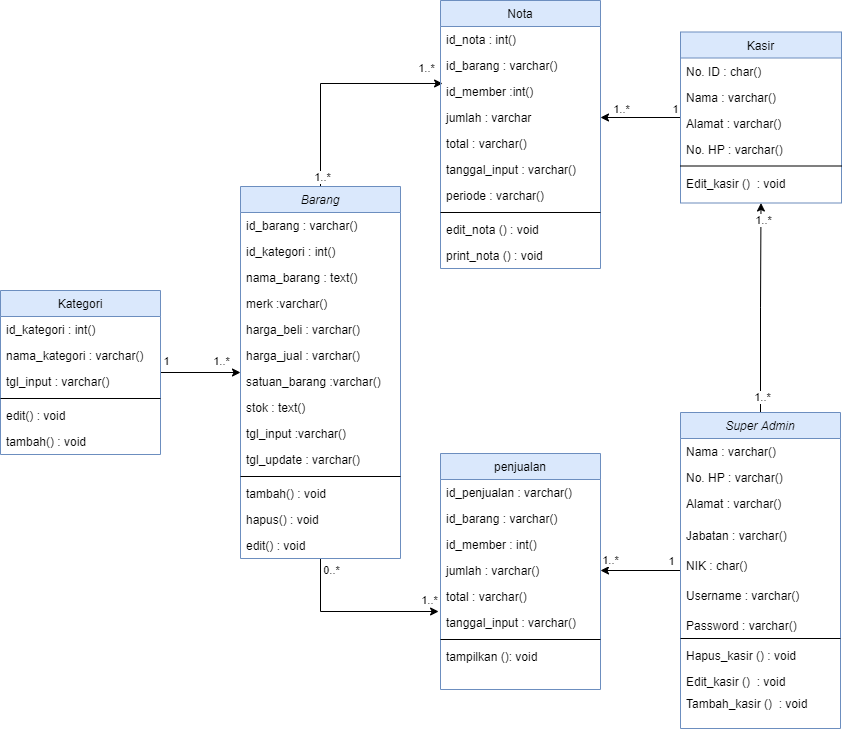 Nota
id_nota : int()
id_barang : varchar()
id_member :int()
jumlah : varchar
total : varchar()
tanggal_input : varchar()
periode : varchar()
edit_nota () : void
print_nota () : void
Kasir
No. ID : char()
Nama : varchar()
Alamat : varchar()
No. HP : varchar()
Edit_kasir () : void
1..*
1..*
1..*
1
1..*
Barang
id_barang : varchar()
id_kategori : int()
nama_barang : text()
merk :varchar()
harga_beli : varchar()
harga_jual : varchar()
satuan_barang :varchar()
stok : text()
tgl_input :varchar()
tgl_update : varchar()
tambah() : void
hapus() : void
edit() : void
Kategori
id_kategori : int()
nama_kategori : varchar()
tgl_input : varchar()
edit() : void
tambah() : void
1
1..*
1..*
Super Admin
Nama : varchar()
No. HP : varchar()
Alamat : varchar()
Jabatan : varchar()
NIK : char()
Username : varchar()
Password : varchar()
Hapus_kasir () : void
Edit_kasir () : void
Tambah_kasir () : void
penjualan
id_penjualan : varchar()
id_barang : varchar()
id_member : int()
jumlah : varchar()
total : varchar()
tanggal_input : varchar()
tampilkan (): void
1..*
1
0..*
1..*